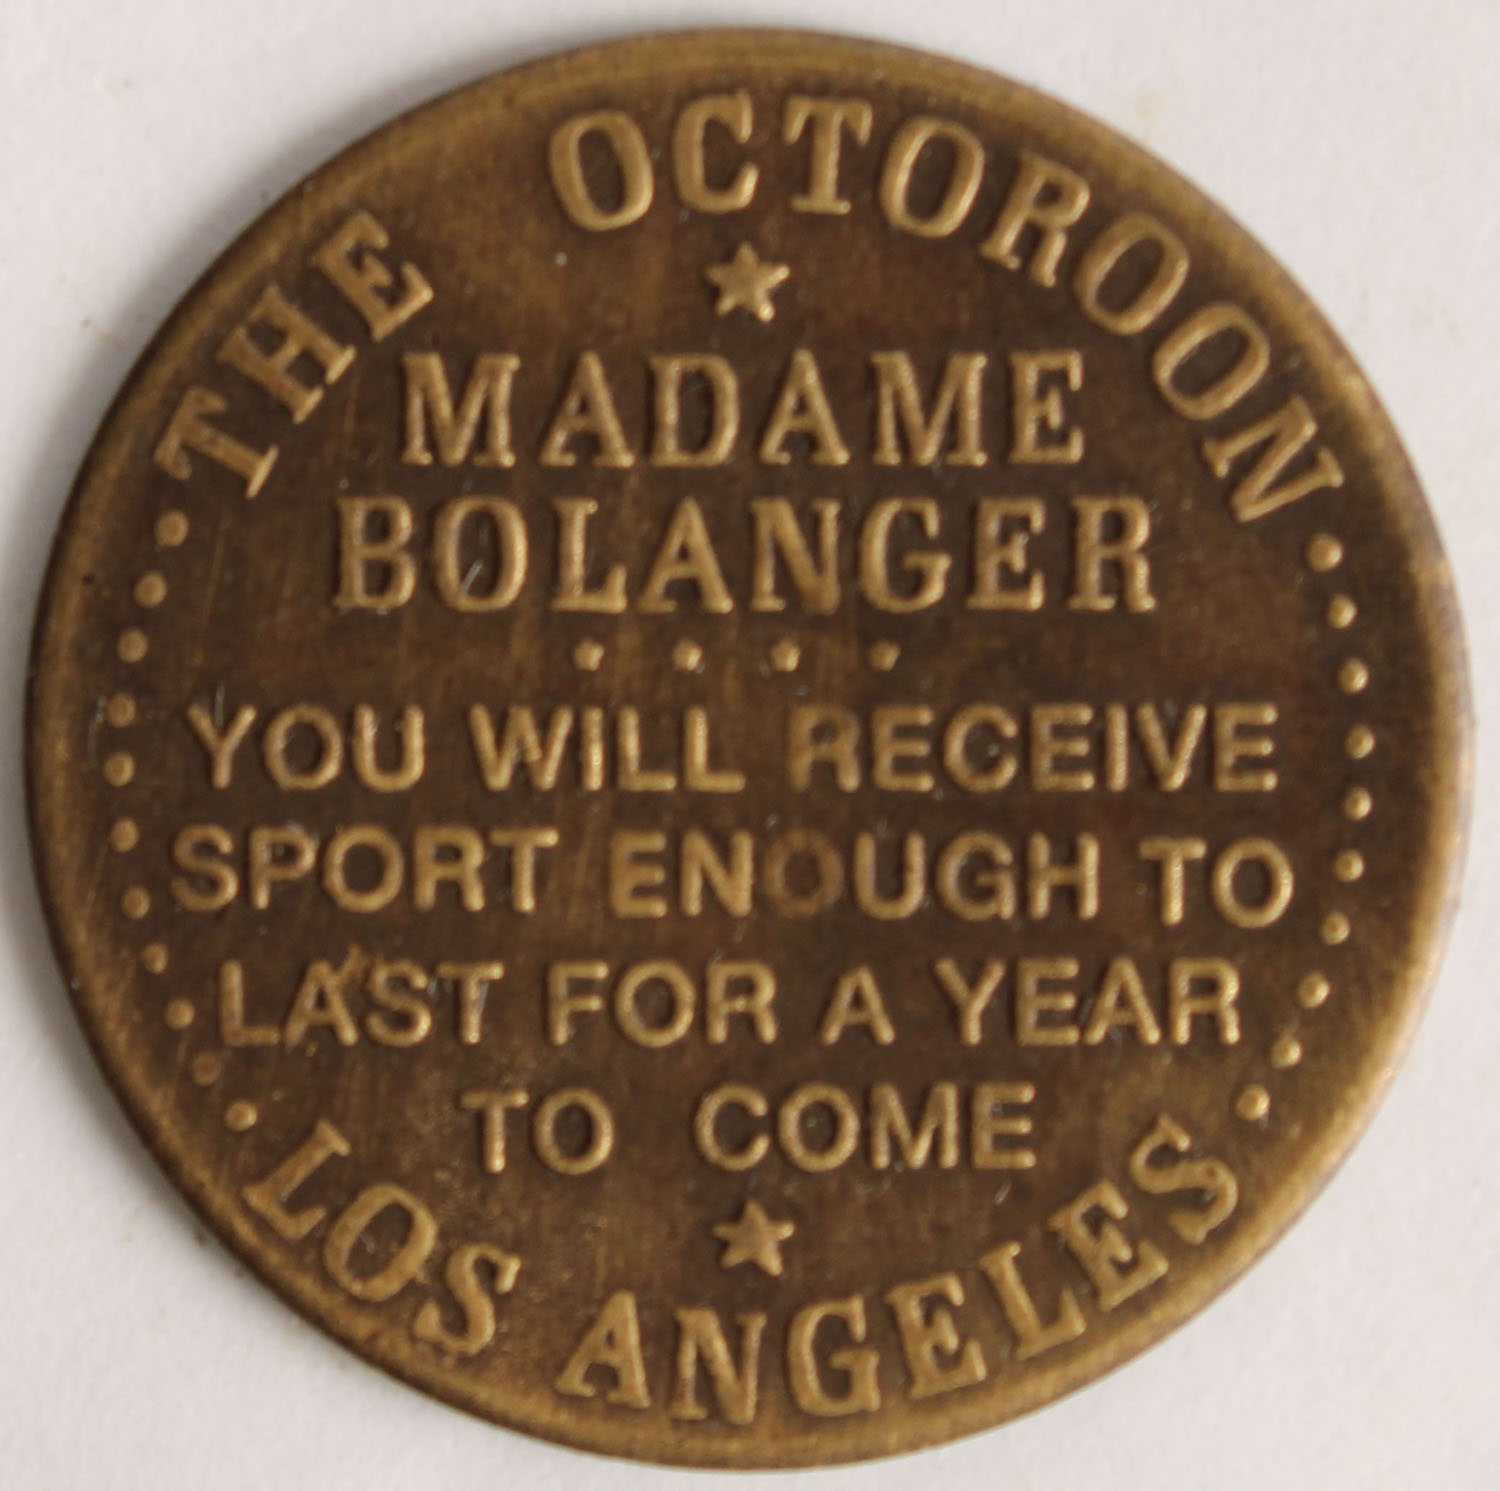 THE OCTOROON
MADAME
BOLANGER
YOU WILL RECEIVE
SPORT ENOUGH TO
LAST FOR A YEAR
TO COME
LOS ANGELES